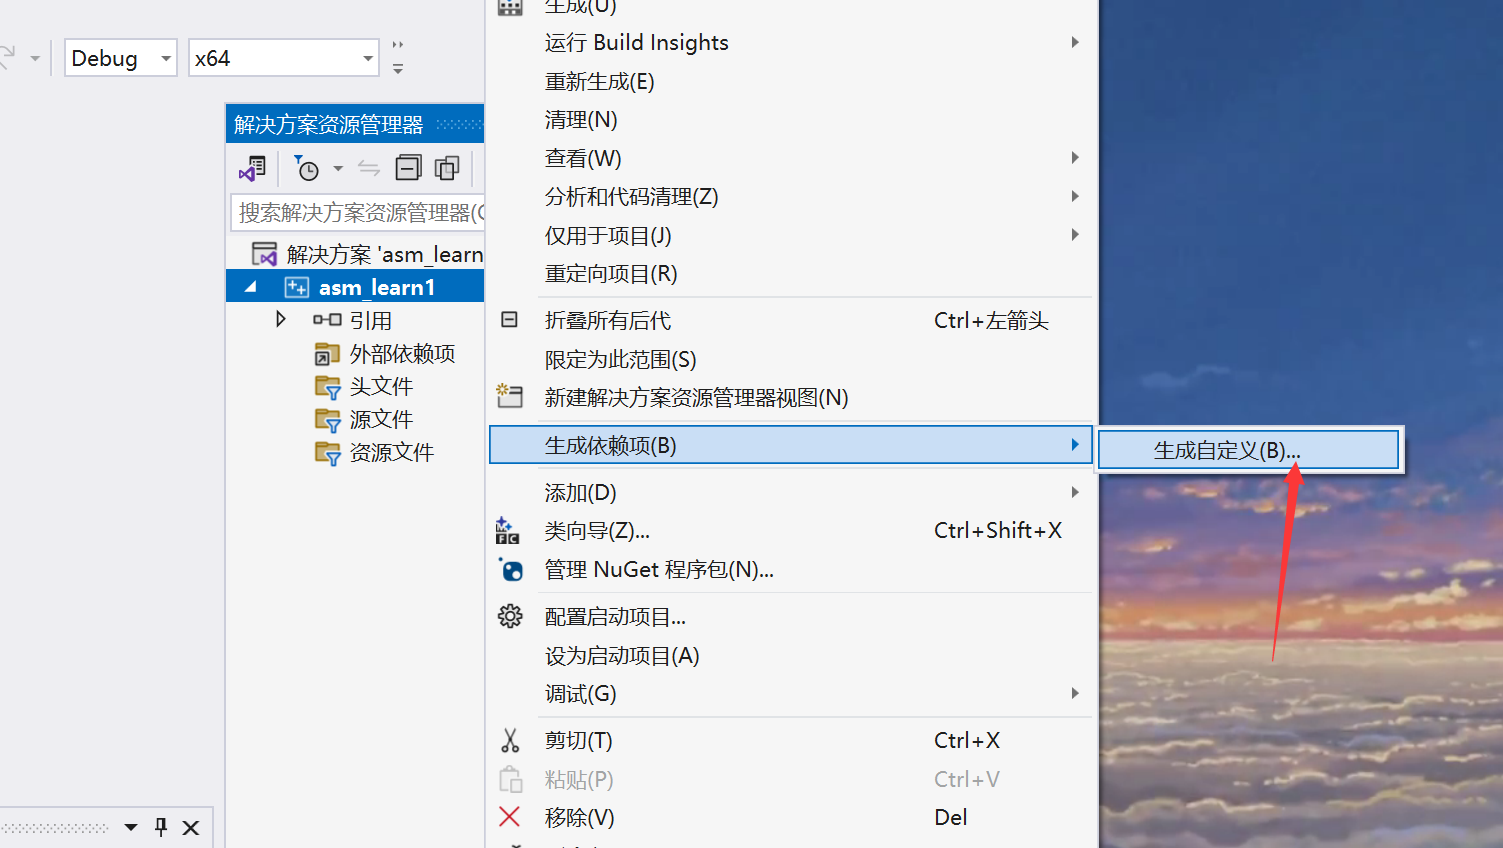 Debug
x64
解决方案资源管理器
搜索解决方案资源管理器(
解决方案 'asm_learn
asm_learn1
引用
外部依赖项
头文件
源文件
资源文件
生成(U)
运行 Build Insights
重新生成(E)
清理(N)
查看(W)
分析和代码清理(Z)
仅用于项目(J)
重定向项目(R)
折叠所有后代 Ctrl+左箭头
限定为此范围(S)
新建解决方案资源管理器视图(N)
生成依赖项(B)
生成自定义(B)...
添加(D)
类向导(Z)... Ctrl+Shift+X
管理 NuGet 程序包(N)...
配置启动项目...
设为启动项目(A)
调试(G)
剪切(T) Ctrl+X
粘贴(P) Ctrl+V
移除(V) Del